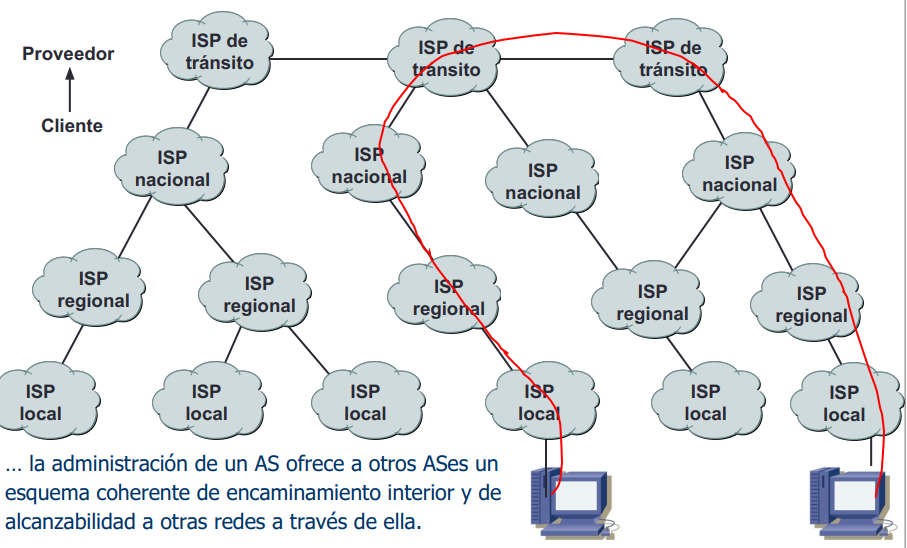 Proveedor
Cliente
ISP de
tránsito
ISP de
tránsito
ISP de
tránsito
ISP
nacional
ISP
nacional
ISP
nacional
ISP
nacional
ISP
regional
ISP
regional
ISP
regional
ISP
regional
ISP
regional
ISP
local
ISP
local
ISP
local
ISP
local
ISP
local
ISP
local
... la administración de un AS ofrece a otros ASes un
esquema coherente de encaminamiento interior y de
alcanzabilidad a otras redes a través de ella.